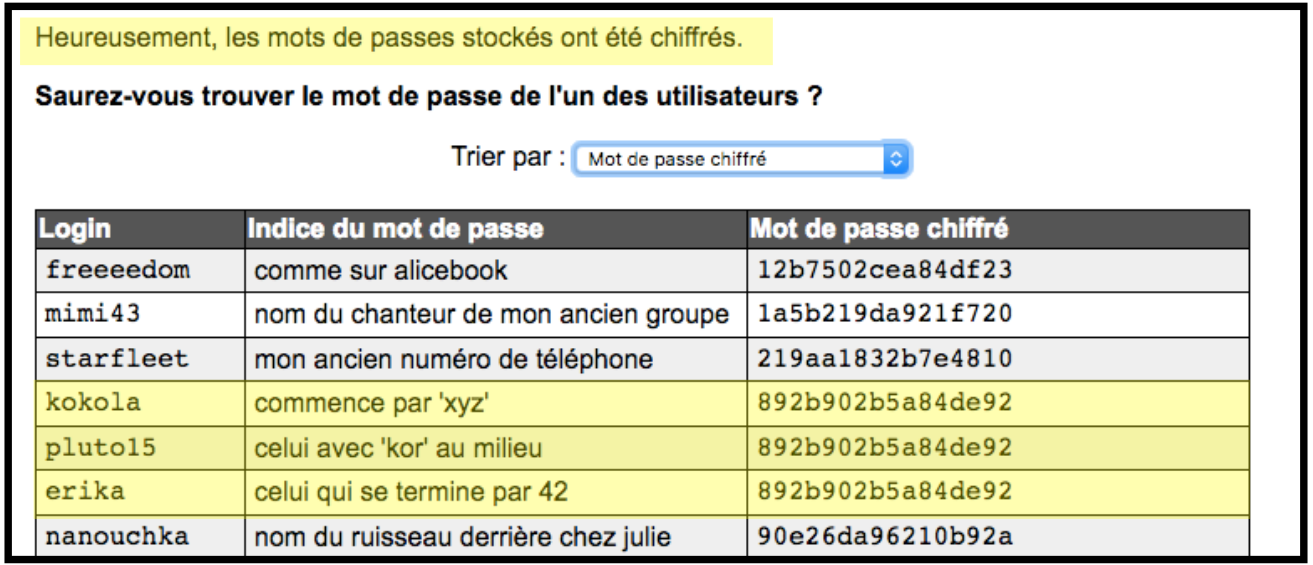 Heureusement, les mots de passes stockés ont été chiffrés.
Saurez-vous trouver le mot de passe de l'un des utilisateurs ?
Trier par : Mot de passe chiffré
Login Indice du mot de passe Mot de passe chiffré
freeeedom comme sur alicebook 12b7502cea84df23
mimi43 nom du chanteur de mon ancien groupe 1a5b219da921f720
starfleet mon ancien numéro de téléphone 219aa1832b7e4810
kokola commence par 'xyz' 892b902b5a84de92
pluto15 celui avec 'kor' au milieu 892b902b5a84de92
erika celui qui se termine par 42 892b902b5a84de92
nanouchka nom du ruisseau derrière chez julie 90e26da96210b92a